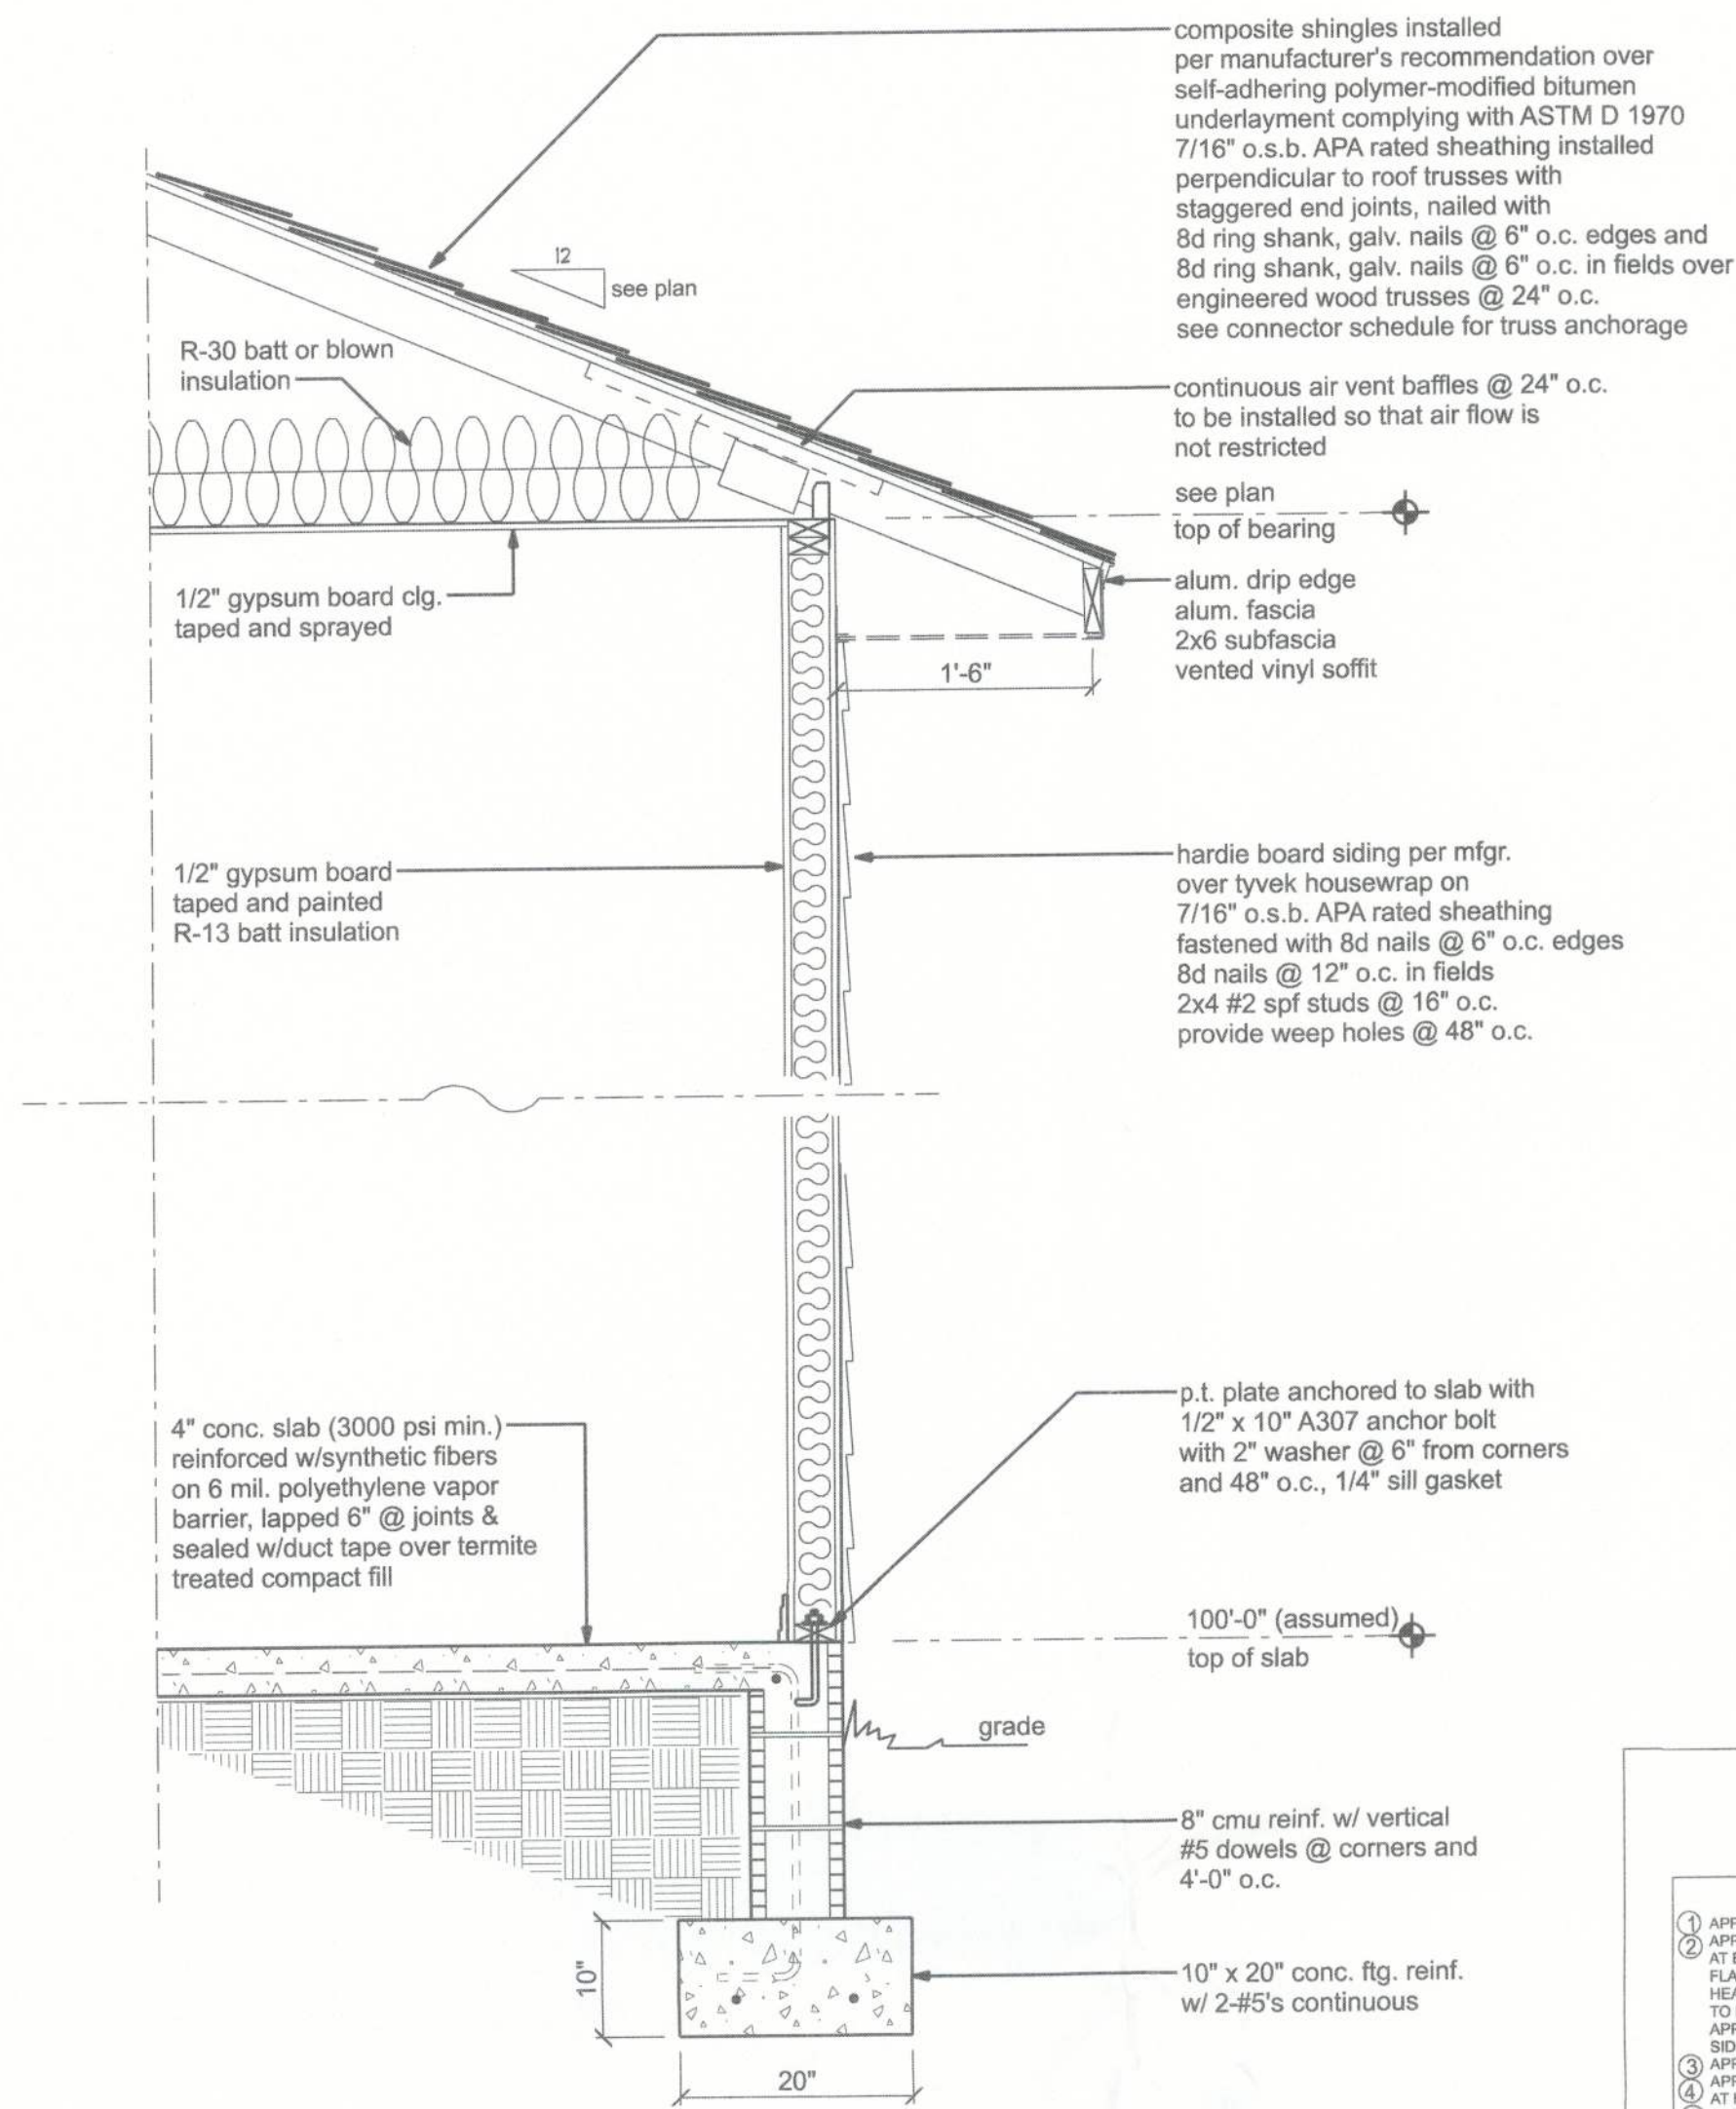 composite shingles installed
per manufacturer's recommendation over
self-adhering polymer-modified bitumen
underlayment complying with ASTM D 1970
7/16" o.s.b. APA rated sheathing installed
perpendicular to roof trusses with
staggered end joints, nailed with
8d ring shank, galv. nails @ 6" o.c. edges and
8d ring shank, galv. nails @ 6" o.c. in fields over
engineered wood trusses @ 24" o.c.
see connector schedule for truss anchorage
12
see plan
R-30 batt or blown
insulation
continuous air vent baffles @ 24" o.c.
to be installed so that air flow is
not restricted
see plan
top of bearing
1/2" gypsum board clg.
taped and sprayed
alum. drip edge
alum. fascia
2x6 subfascia
vented vinyl soffit
1'-6"
1/2" gypsum board
taped and painted
R-13 batt insulation
hardie board siding per mfgr.
over tyvek housewrap on
7/16" o.s.b. APA rated sheathing
fastened with 8d nails @ 6" o.c. edges
8d nails @ 12" o.c. in fields
2x4 #2 spf studs @ 16" o.c.
provide weep holes @ 48" o.c.
4" conc. slab (3000 psi min.)
reinforced w/synthetic fibers
on 6 mil. polyethylene vapor
barrier, lapped 6" @ joints &
sealed w/duct tape over termite
treated compact fill
p.t. plate anchored to slab with
1/2" x 10" A307 anchor bolt
with 2" washer @ 6" from corners
and 48" o.c., 1/4" sill gasket
100'-0" (assumed)
top of slab
grade
8" cmu reinf. w/ vertical
#5 dowels @ corners and
4'-0" o.c.
10"
10" x 20" conc. ftg. reinf.
w/ 2-#5's continuous
20"
1
2
AT
TO
3
4
AT